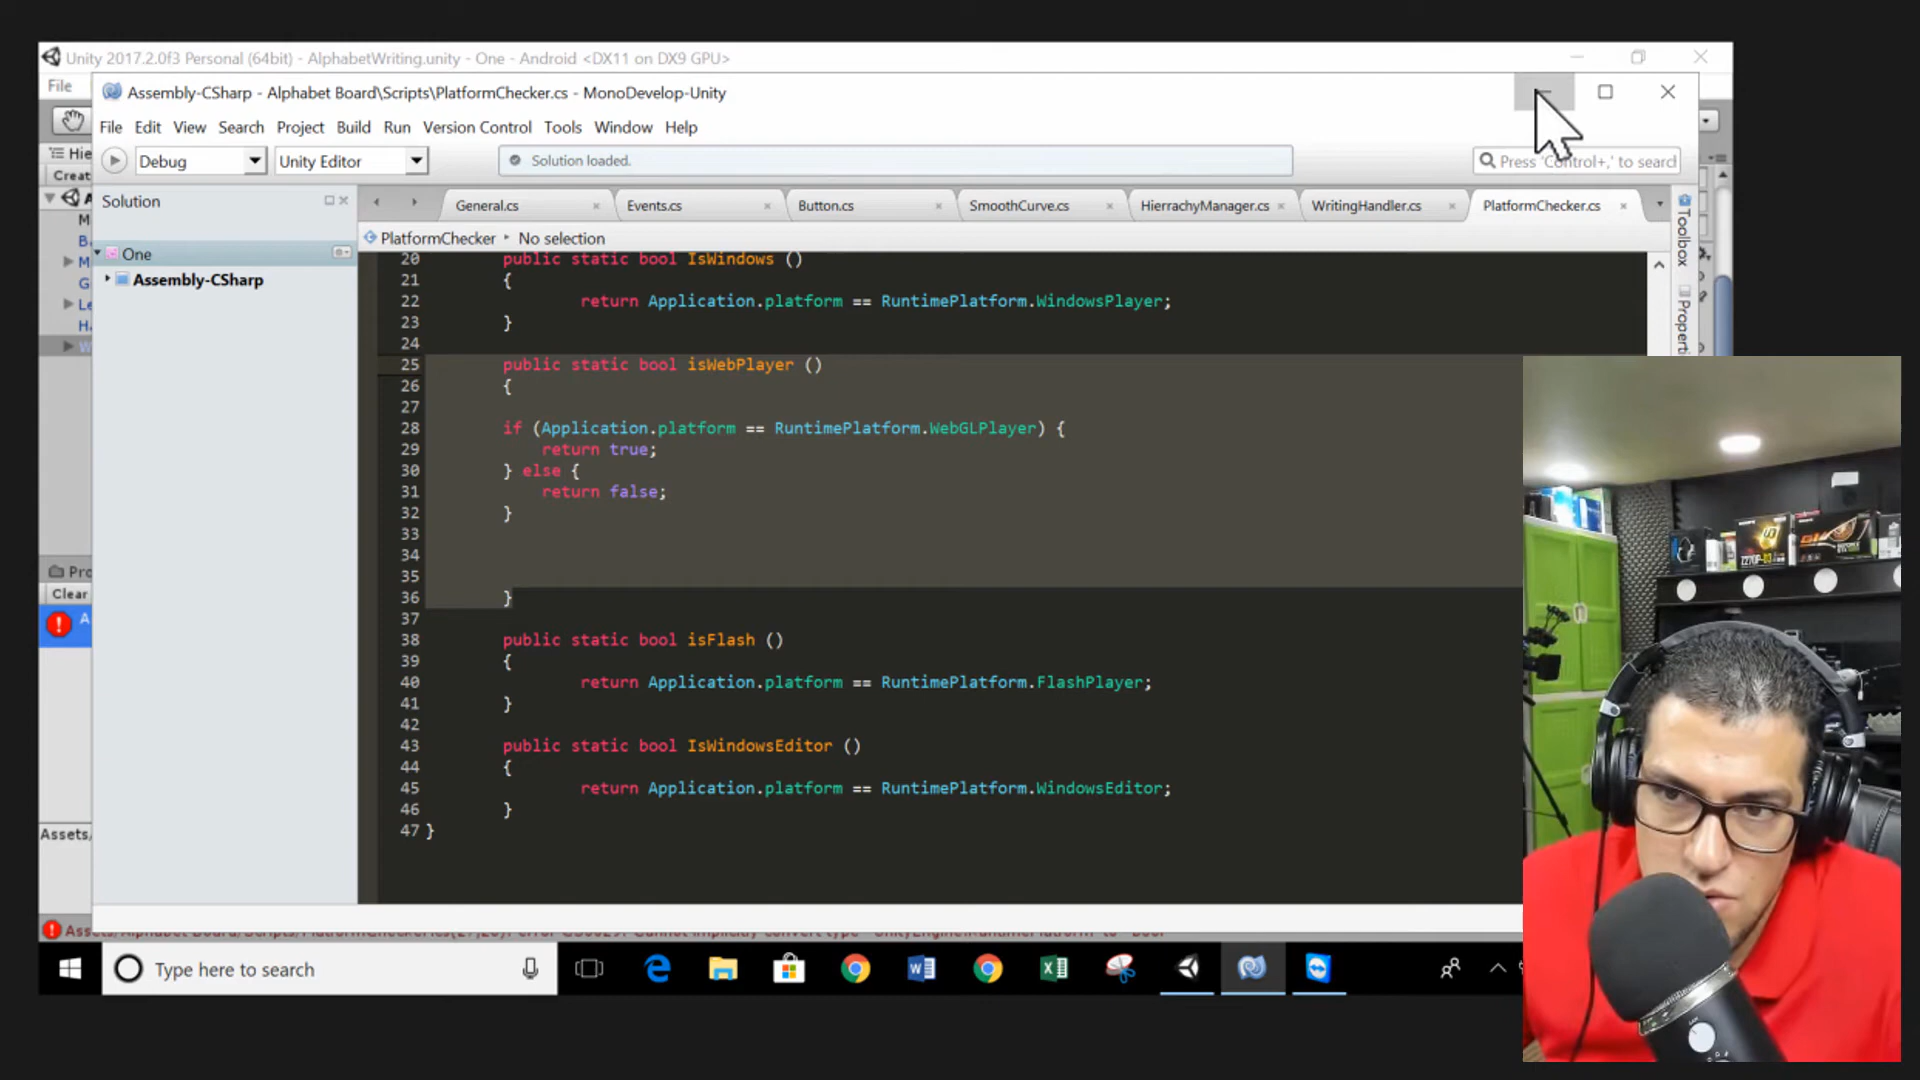 Unity 2017.2.0f3 Personal (64bit) - AlphabetWriting.unity - One - Android <DX11 on DX9 GPU>
File
Assembly-CSharp - Alphabet Board\Scripts\PlatformChecker.cs - MonoDevelop-Unity
File Edit View Search Project Build Run Version Control Tools Window Help
Debug Unity Editor Solution loaded. Press 'Control+,' to search
Hie
Creat
Solution General.cs Events.cs Button.cs SmoothCurve.cs HierrachyManager.cs WritingHandler.cs PlatformChecker.cs
Toolbox
Properti
PlatformChecker No selection
One
Assembly-CSharp
20 public static bool IsWindows ()
21 {
22 return Application.platform == RuntimePlatform.WindowsPlayer;
23 }
24
25 public static bool isWebPlayer ()
26 {
27
28 if (Application.platform == RuntimePlatform.WebGLPlayer) {
29 return true;
30 } else {
31 return false;
32 }
33
34
35
36 }
37
38 public static bool isFlash ()
39 {
40 return Application.platform == RuntimePlatform.FlashPlayer;
41 }
42
43 public static bool IsWindowsEditor ()
44 {
45 return Application.platform == RuntimePlatform.WindowsEditor;
46 }
47 }
Pro
Clear
Assets/
Type here to search